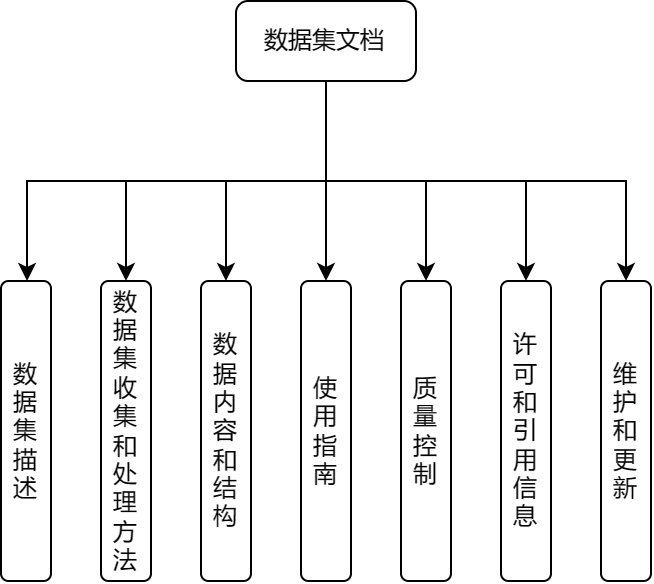 数据集文档
数据集描述
数据集收集和处理方法
数据内容和结构
使用指南
质量控制
许可和引用信息
维护和更新